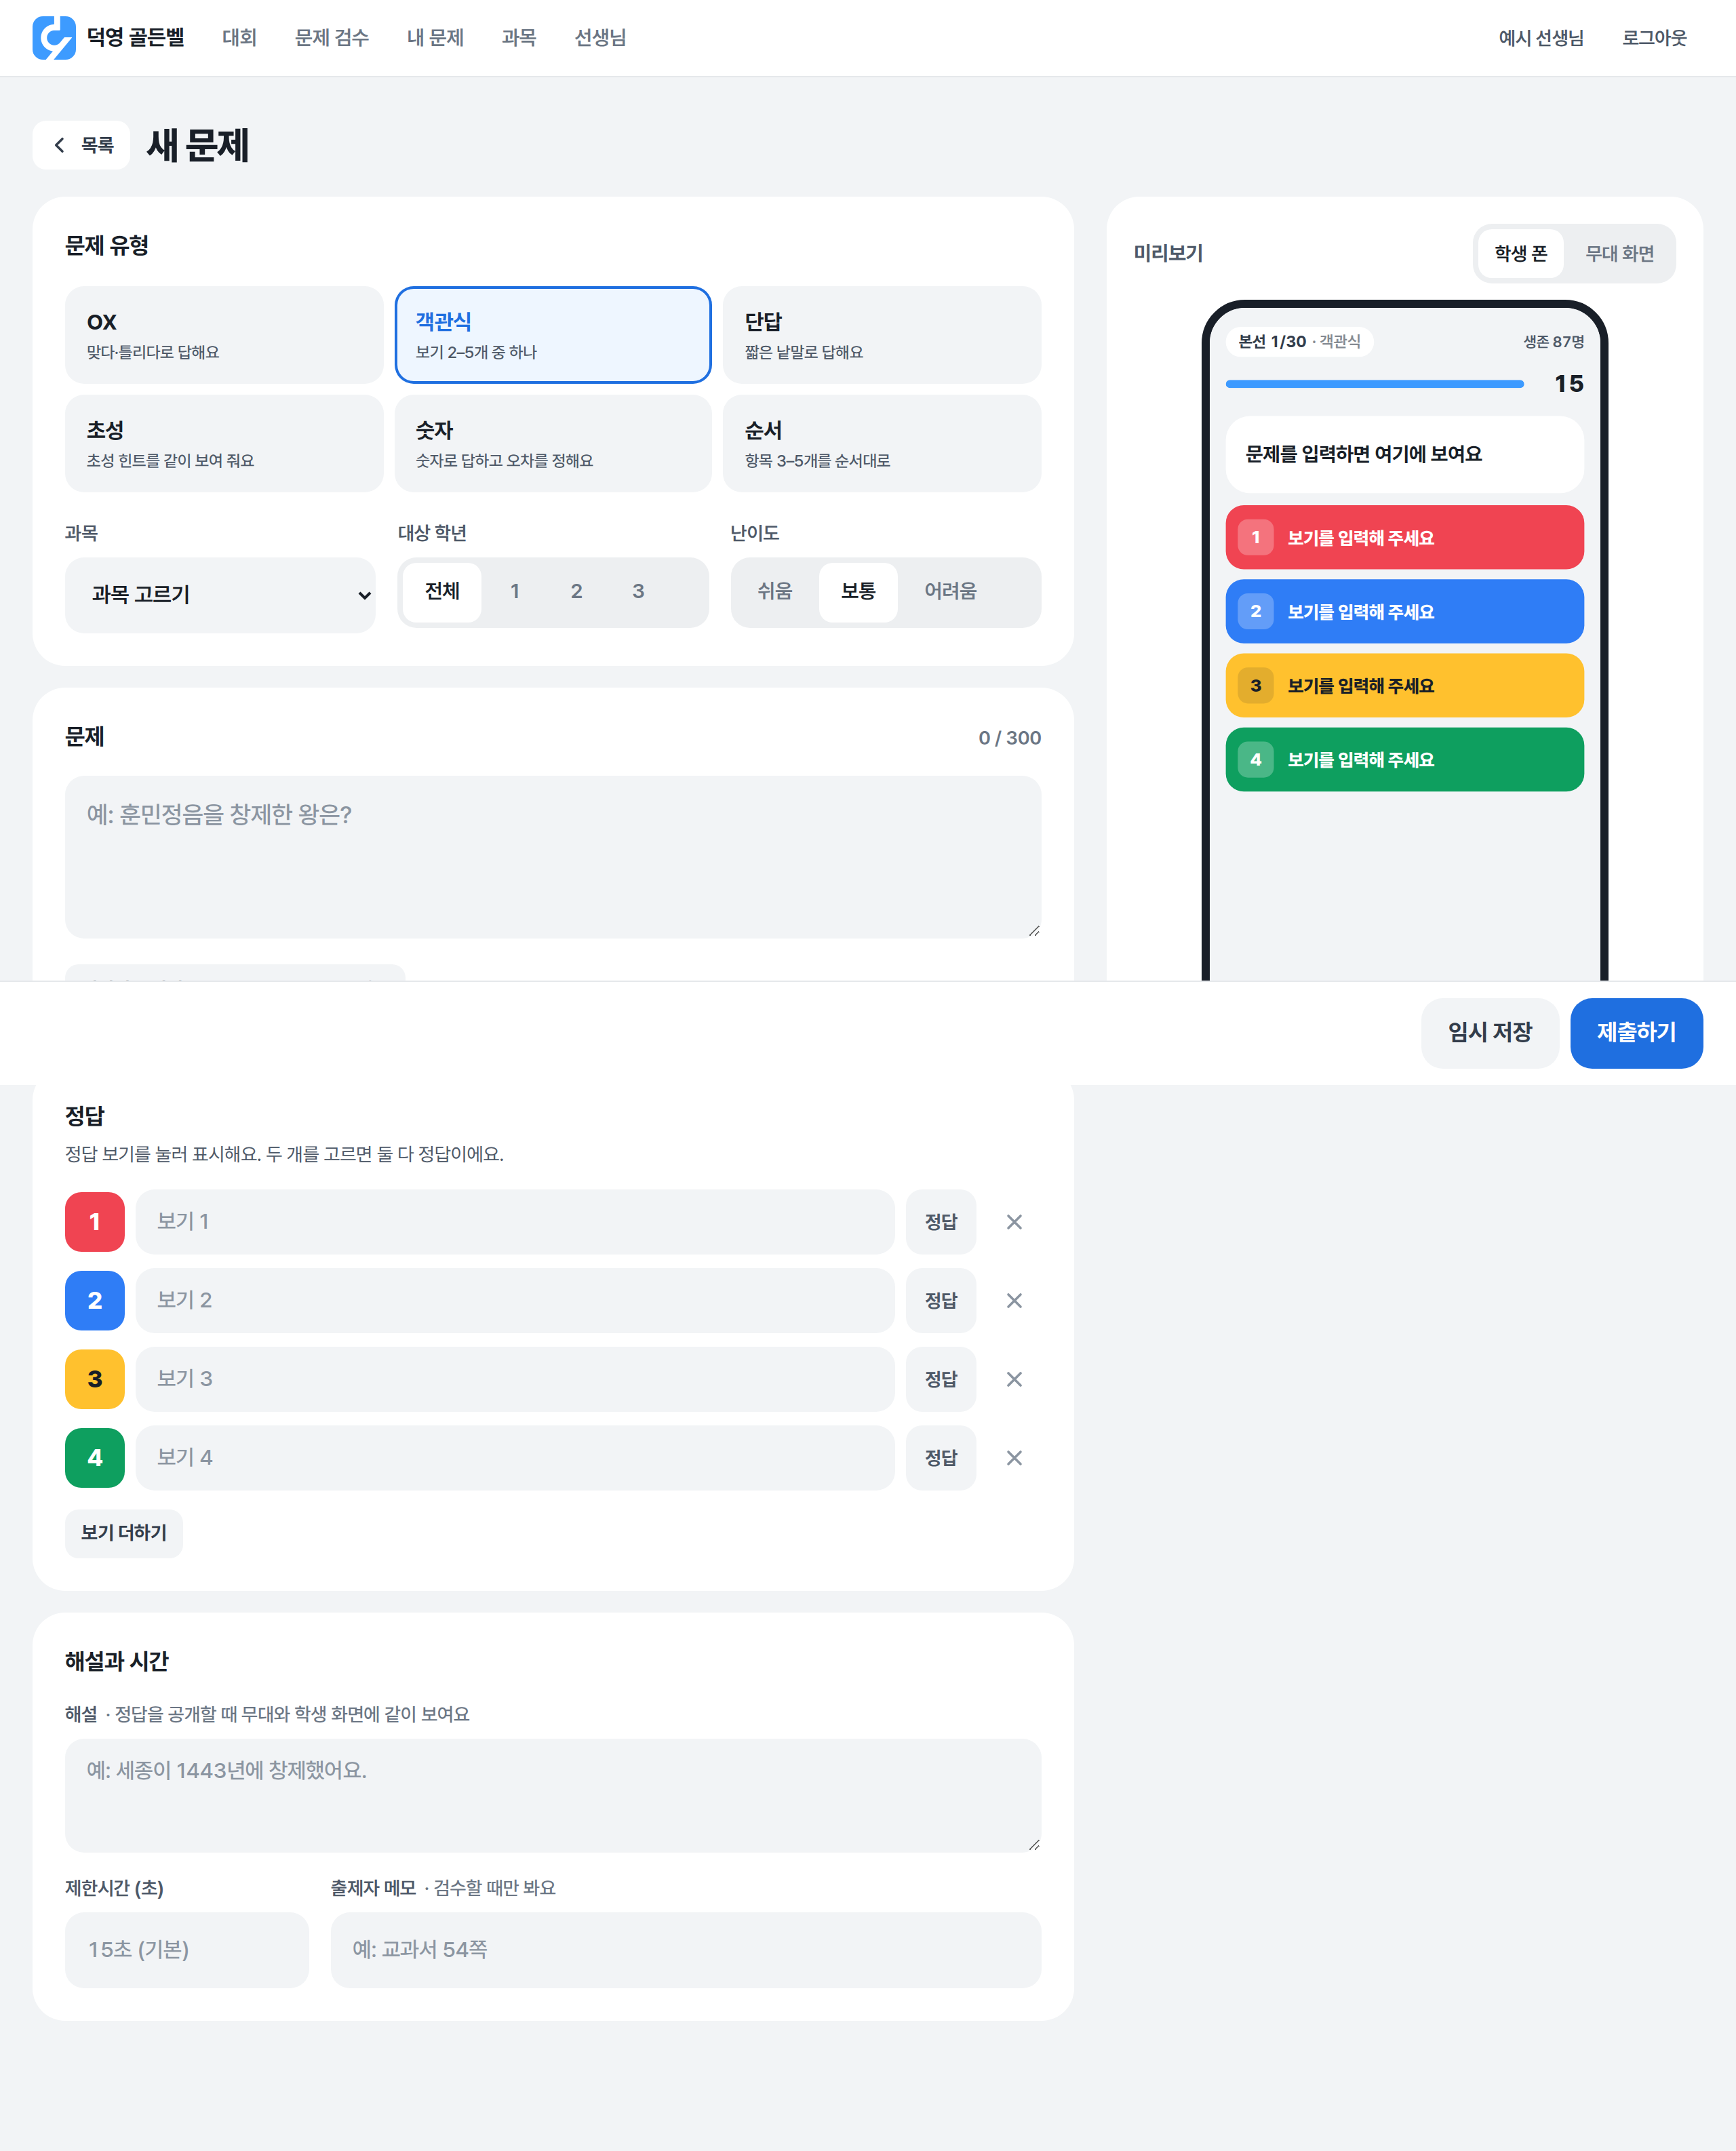 덕영 골든벨 대회 문제 검수 내 문제 과목 선생님 예시 선생님 로그아웃
목록 새 문제
문제 유형
OX
맞다·틀리다로 답해요
객관식
보기 2–5개 중 하나
단답
짧은 낱말로 답해요
초성
초성 힌트를 같이 보여 줘요
숫자
숫자로 답하고 오차를 정해요
순서
항목 3–5개를 순서대로
과목
과목 고르기
대상 학년
전체 1 2 3
난이도
쉬움 보통 어려움
문제 0 / 300
예: 훈민정음을 창제한 왕은?
미리보기 학생 폰 무대 화면
본선 1/30 · 객관식 생존 87명
15
문제를 입력하면 여기에 보여요
1 보기를 입력해 주세요
2 보기를 입력해 주세요
3 보기를 입력해 주세요
4 보기를 입력해 주세요
임시 저장 제출하기
정답
정답 보기를 눌러 표시해요. 두 개를 고르면 둘 다 정답이에요.
1 보기 1 정답
2 보기 2 정답
3 보기 3 정답
4 보기 4 정답
보기 더하기
해설과 시간
해설 · 정답을 공개할 때 무대와 학생 화면에 같이 보여요
예: 세종이 1443년에 창제했어요.
제한시간 (초)
15초 (기본)
출제자 메모 · 검수할 때만 봐요
예: 교과서 54쪽